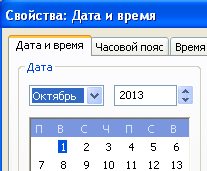 Свойства: Дата и время
Дата и время Часовой пояс Время
Дата
Октябрь 2013
П В С Ч П С В
1 2 3 4 5 6
7 8 9 10 11 12 13